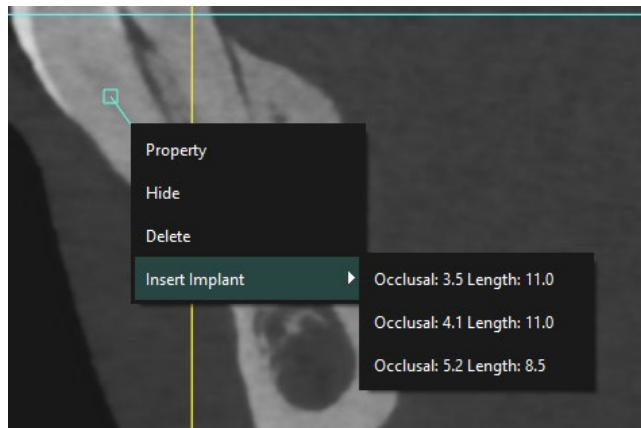 Property
Hide
Delete
Insert Implant
Occlusal: 3.5 Length: 11.0
Occlusal: 4.1 Length: 11.0
Occlusal: 5.2 Length: 8.5